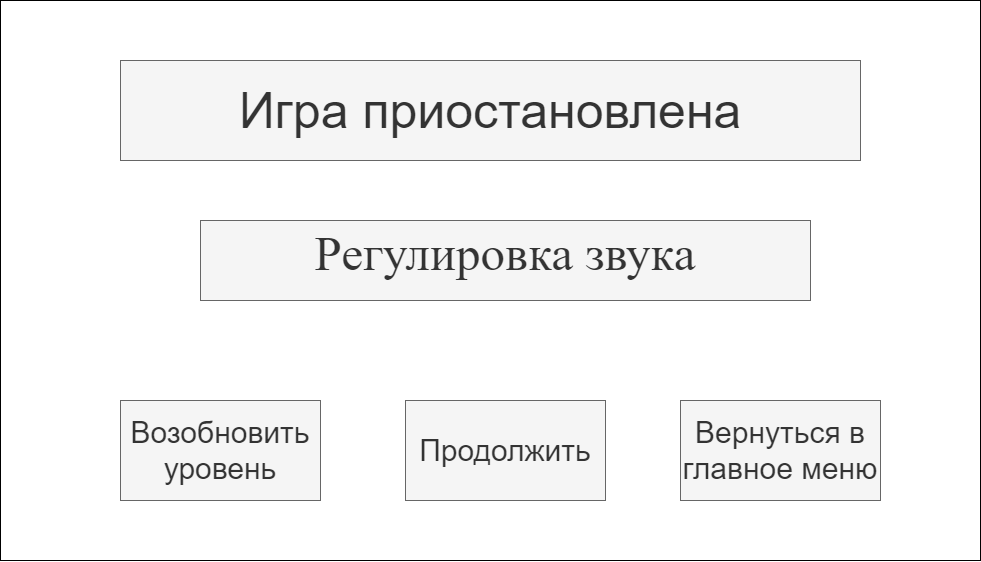 Игра приостановлена
Регулировка звука
Возобновить
уровень
Продолжить
Вернуться в
главное меню